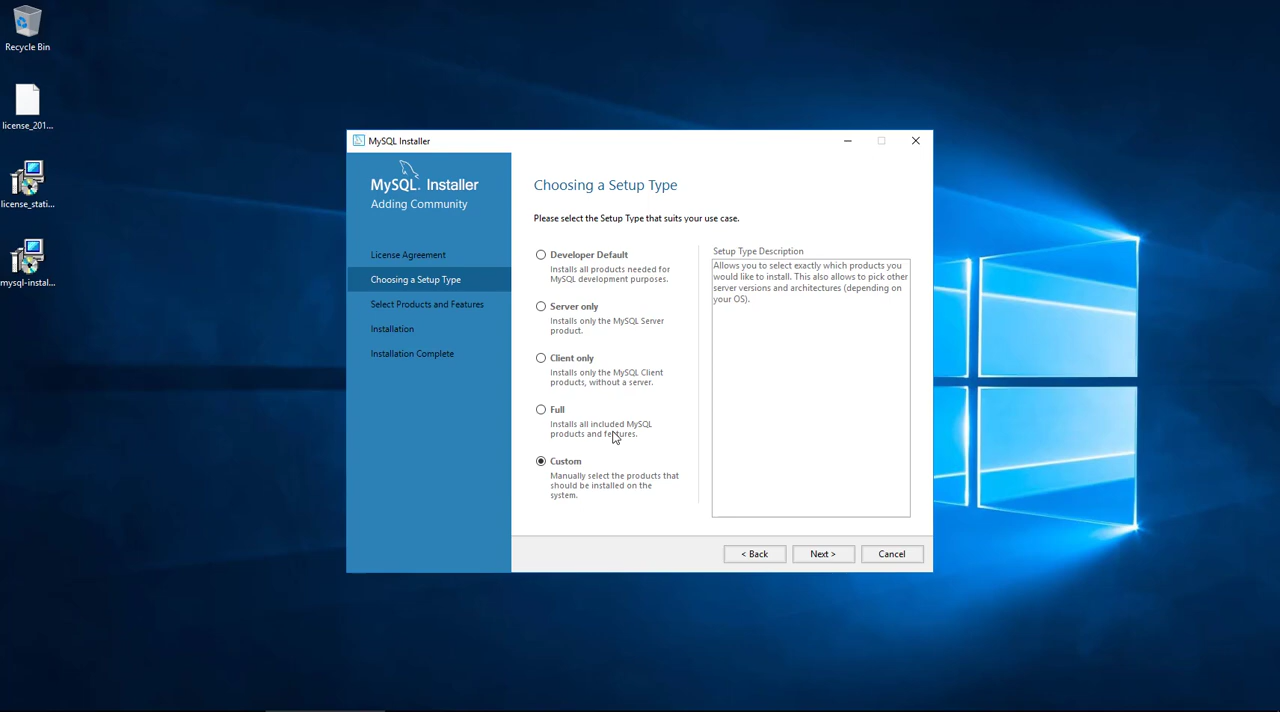 Recycle Bin
license_201...
license_stati...
mysql-instal...
MySQL Installer
MySQL. Installer
Adding Community
License Agreement
Choosing a Setup Type
Select Products and Features
Installation
Installation Complete
Choosing a Setup Type
Please select the Setup Type that suits your use case.
Developer Default
Installs all products needed for
MySQL development purposes.
Server only
Installs only the MySQL Server
product.
Client only
Installs only the MySQL Client
products, without a server.
Full
Installs all included MySQL
products and features.
Custom
Manually select the products that
should be installed on the
system.
Setup Type Description
Allows you to select exactly which products you
would like to install. This also allows to pick other
server versions and architectures (depending on
your OS).
< Back
Next >
Cancel